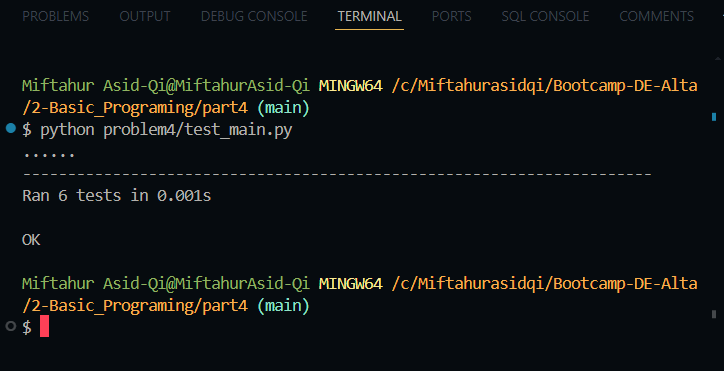 PROBLEMS OUTPUT DEBUG CONSOLE TERMINAL PORTS SQL CONSOLE COMMENTS
Miftahur Asid-Qi@MiftahurAsid-Qi MINGW64 /c/Miftahurasidqi/Bootcamp-DE-Alta
/2-Basic_Programing/part4 (main)
$ python problem4/test_main.py
......
----------------------------------------------------------------------
Ran 6 tests in 0.001s
OK
Miftahur Asid-Qi@MiftahurAsid-Qi MINGW64 /c/Miftahurasidqi/Bootcamp-DE-Alta
/2-Basic_Programing/part4 (main)
$